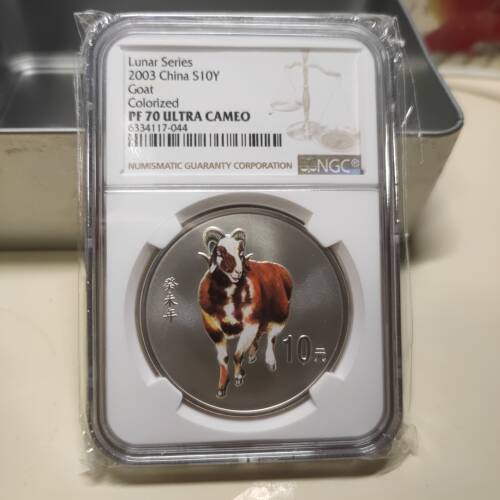 Lunar Series
2003 China S10Y
Goat
Colorized
PF 70 ULTRA CAMEO
6334117-044
NUMISMATIC GUARANTY CORPORATION
NGC®
癸未年
10元